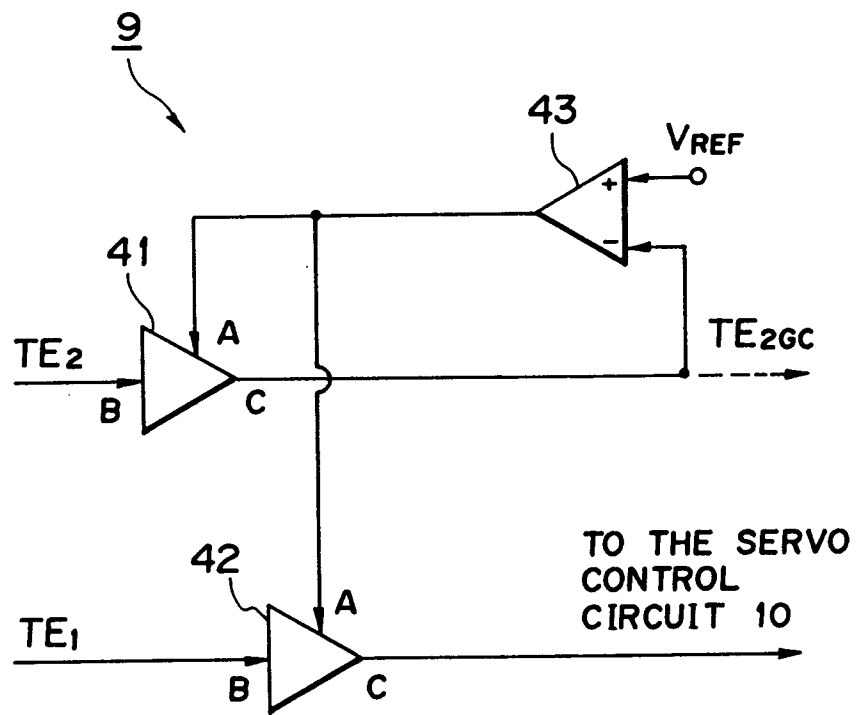 9
43
VREF
+
−
41
A
TE2
B
C
TE2GC
42
A
TO THE SERVO
CONTROL
CIRCUIT 10
TE1
B
C